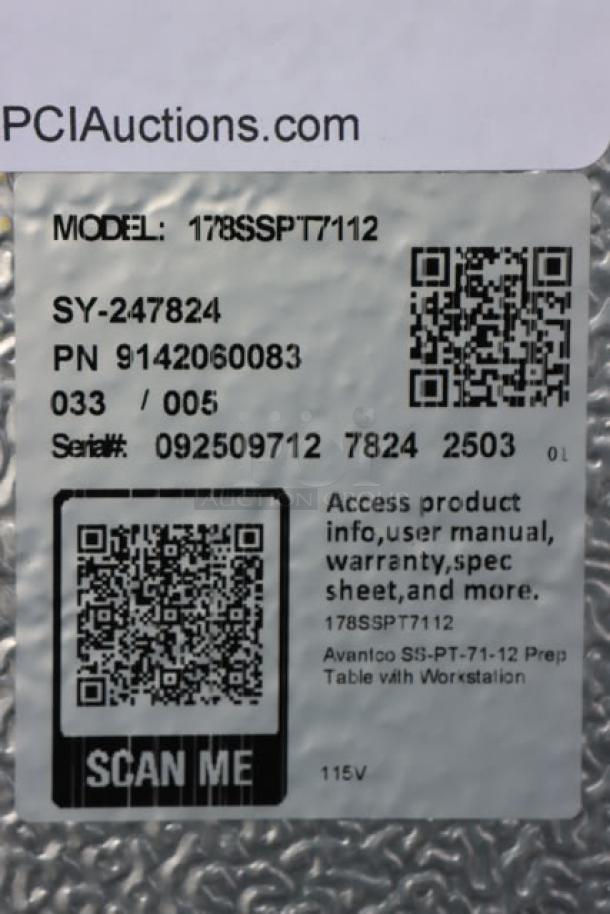 PCIAuctions.com
MODEL: 178SSPT7112
SY-247824
PN 9142060083
033 / 005
Serial#: 092509712 7824 2503 01
AUCTION GROUP
Access product
info,user manual,
warranty,spec
sheet,and more.
178SSPT7112
Avantco SS-PT-71-12 Prep
Table with Workstation
SCAN ME
115V